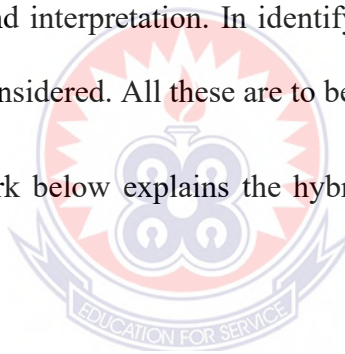 nd interpretation. In identify
nsidered. All these are to be
rk below explains the hybr
EDUCATION FOR SERVICE